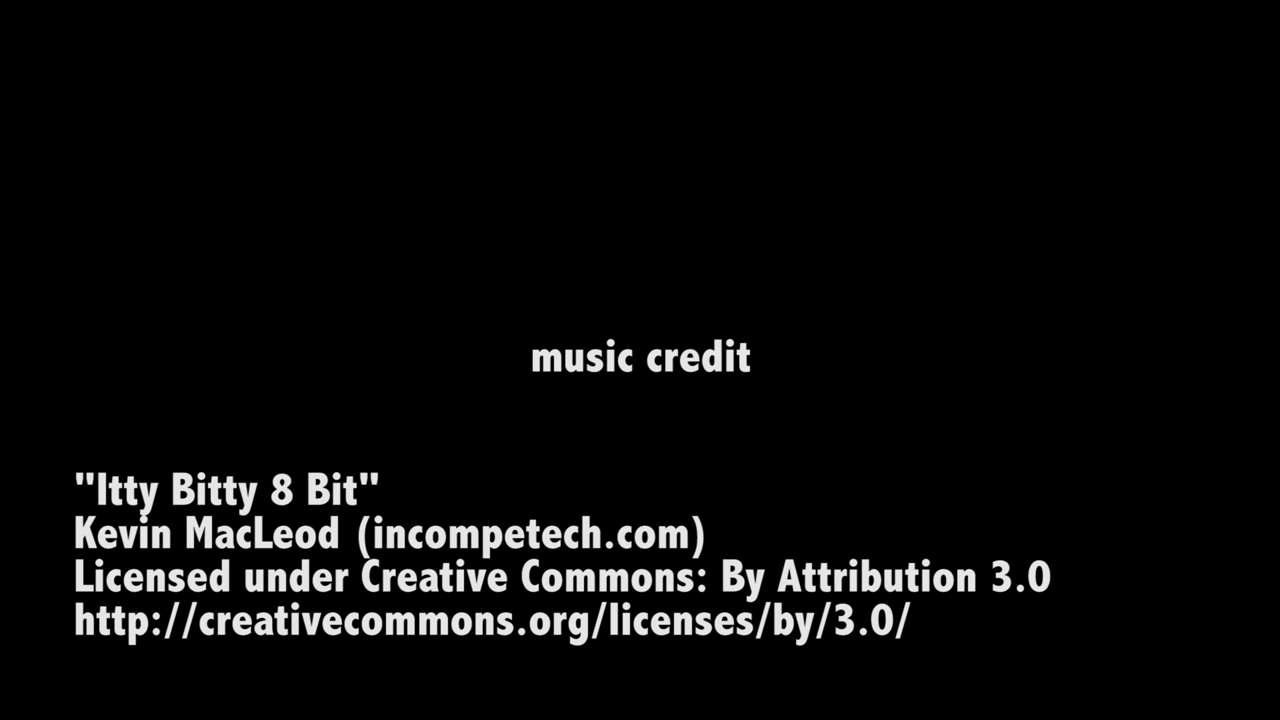 music credit
"Itty Bitty 8 Bit"
Kevin MacLeod (incompetech.com)
Licensed under Creative Commons: By Attribution 3.0
http://creativecommons.org/licenses/by/3.0/